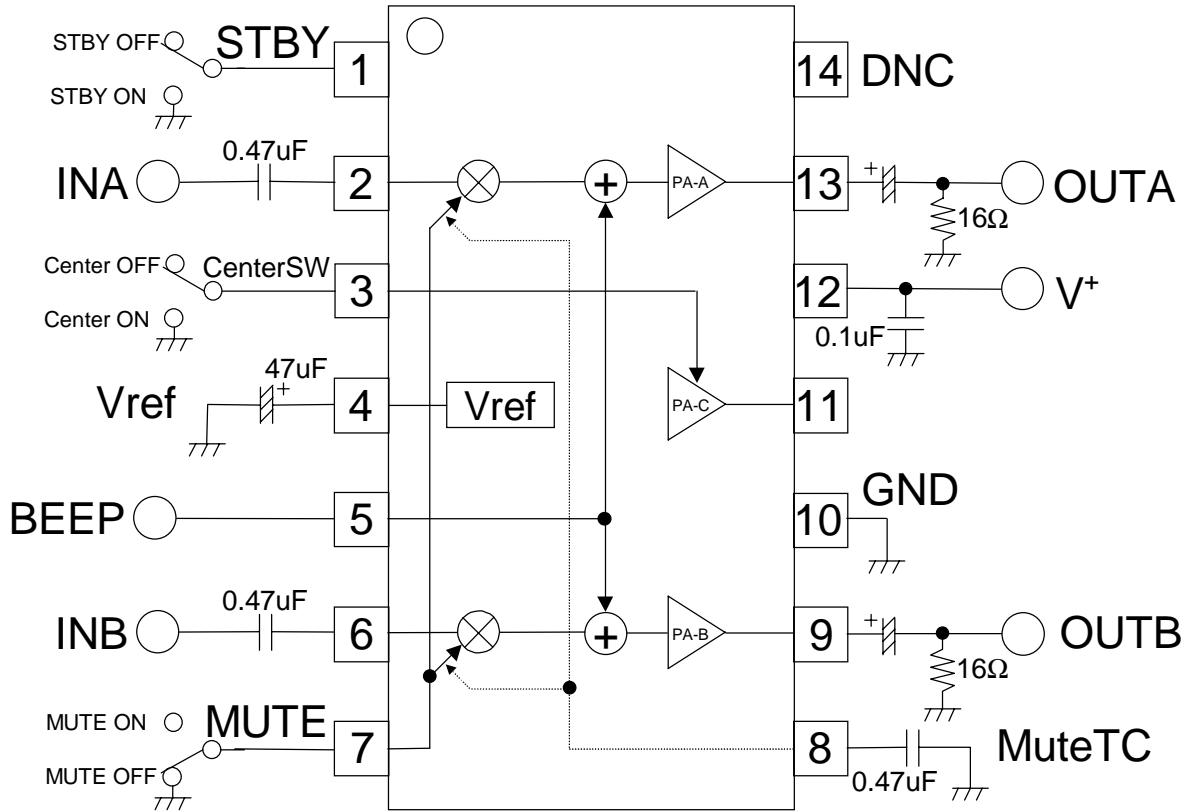 STBY OFF
STBY
1
STBY ON
14
DNC
0.47uF
INA
2
+
PA-A
13
+
16Ω
OUTA
Center OFF
CenterSW
3
Center ON
12
V+
0.1uF
47uF
+
Vref
4
Vref
PA-C
11
BEEP
5
GND
10
0.47uF
INB
6
+
PA-B
9
+
16Ω
OUTB
MUTE ON
MUTE
7
MUTE OFF
8
0.47uF
MuteTC